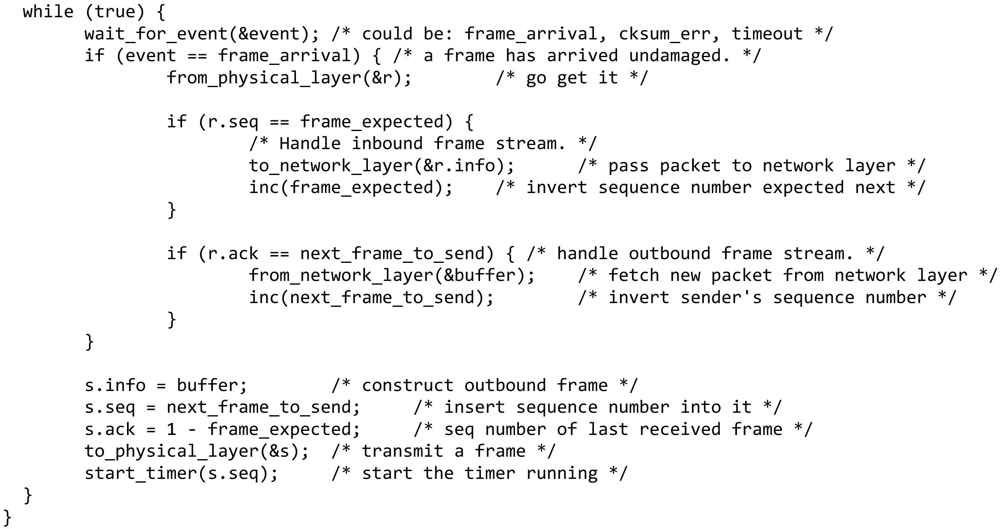 while (true) {
wait_for_event(&event); /* could be: frame_arrival, cksum_err, timeout */
if (event == frame_arrival) { /* a frame has arrived undamaged. */
from_physical_layer(&r); /* go get it */
if (r.seq == frame_expected) {
/* Handle inbound frame stream. */
to_network_layer(&r.info); /* pass packet to network layer */
inc(frame_expected); /* invert sequence number expected next */
}
if (r.ack == next_frame_to_send) { /* handle outbound frame stream. */
from_network_layer(&buffer); /* fetch new packet from network layer */
inc(next_frame_to_send); /* invert sender's sequence number */
}
}
s.info = buffer; /* construct outbound frame */
s.seq = next_frame_to_send; /* insert sequence number into it */
s.ack = 1 - frame_expected; /* seq number of last received frame */
to_physical_layer(&s); /* transmit a frame */
start_timer(s.seq); /* start the timer running */
}
}